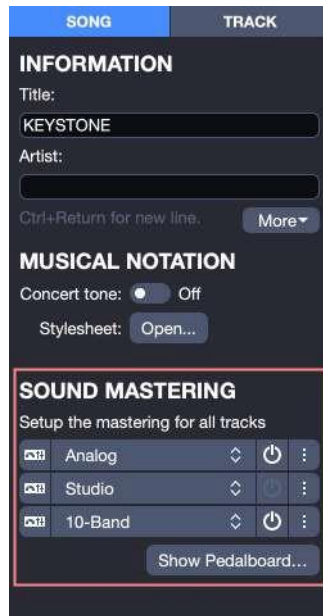 SONG TRACK
INFORMATION
Title:
KEYSTONE
Artist:
Ctrl+Return for new line. More
MUSICAL NOTATION
Concert tone: Off
Stylesheet: Open...
SOUND MASTERING
Setup the mastering for all tracks
Analog
Studio
10-Band
Show Pedalboard...